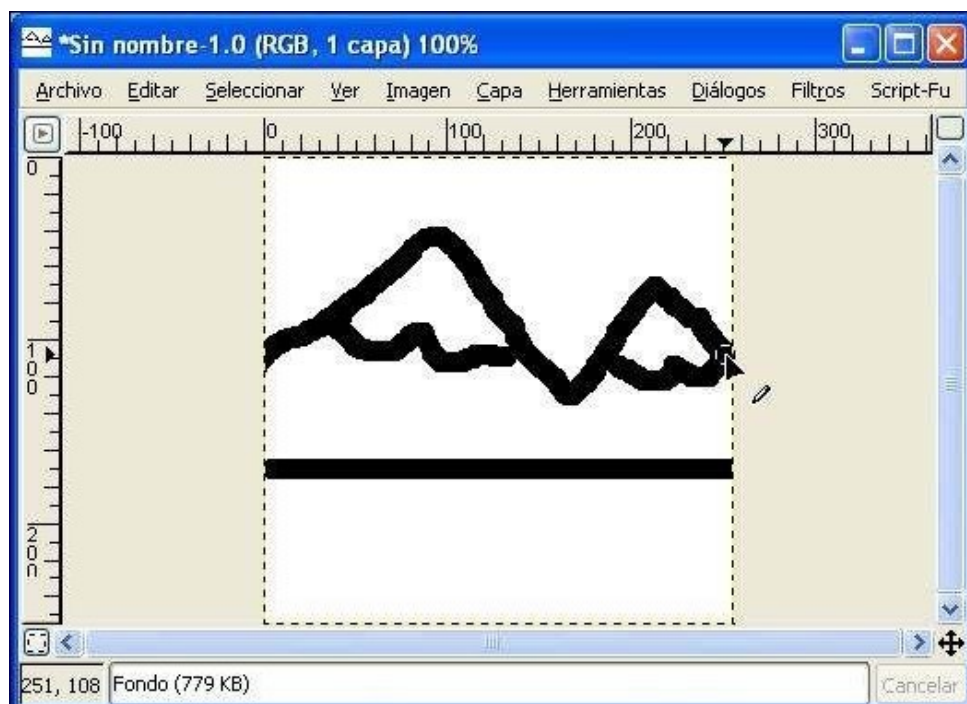 *Sin nombre-1.0 (RGB, 1 capa) 100%
Archivo Editar Seleccionar Ver Imagen Capa Herramientas Diálogos Filtros Script-Fu
-100 0 100 200 300
0
100
200
251, 108 Fondo (779 KB) Cancelar